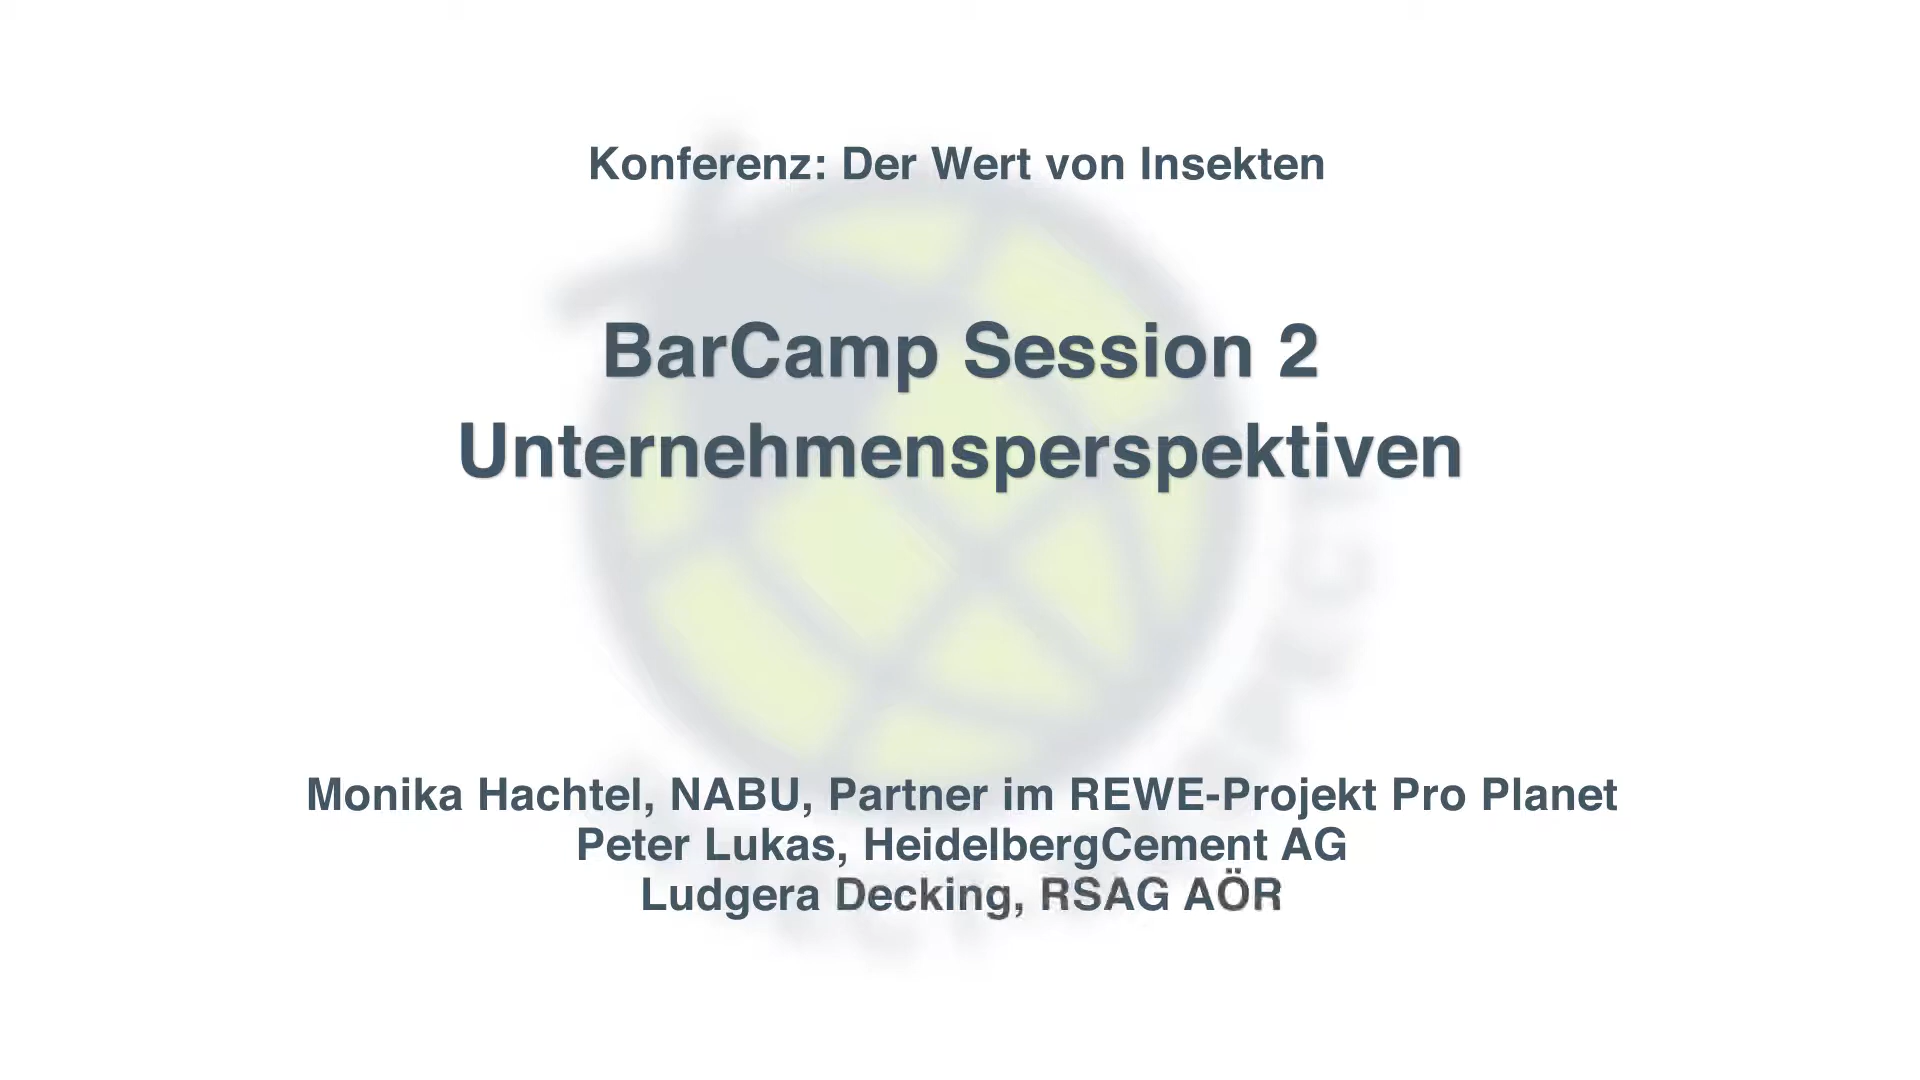 Konferenz: Der Wert von Insekten
BarCamp Session 2
Unternehmensperspektiven
Monika Hachtel, NABU, Partner im REWE-Projekt Pro Planet
Peter Lukas, HeidelbergCement AG
Ludgera Decking, RSAG AÖR